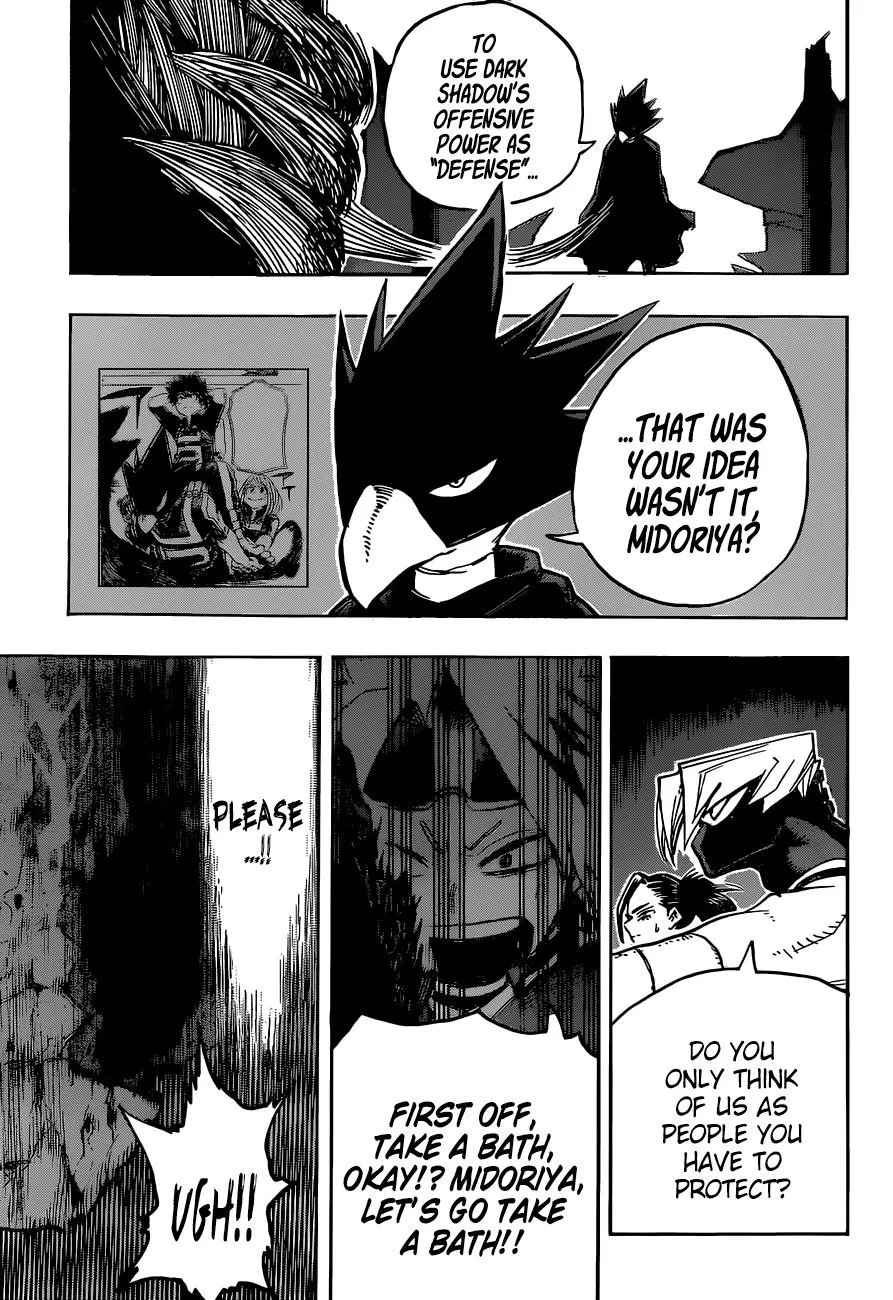 TO
USE DARK
SHADOW'S
OFFENSIVE
POWER AS
"DEFENSE"...
...THAT WAS
YOUR IDEA
WASN'T IT,
MIDORIYA?
DO YOU
ONLY THINK
OF US AS
PEOPLE YOU
HAVE TO
PROTECT?
FIRST OFF,
TAKE A BATH,
OKAY!? MIDORIYA,
LET'S GO TAKE
A BATH!!
PLEASE
...!!
UGH!!